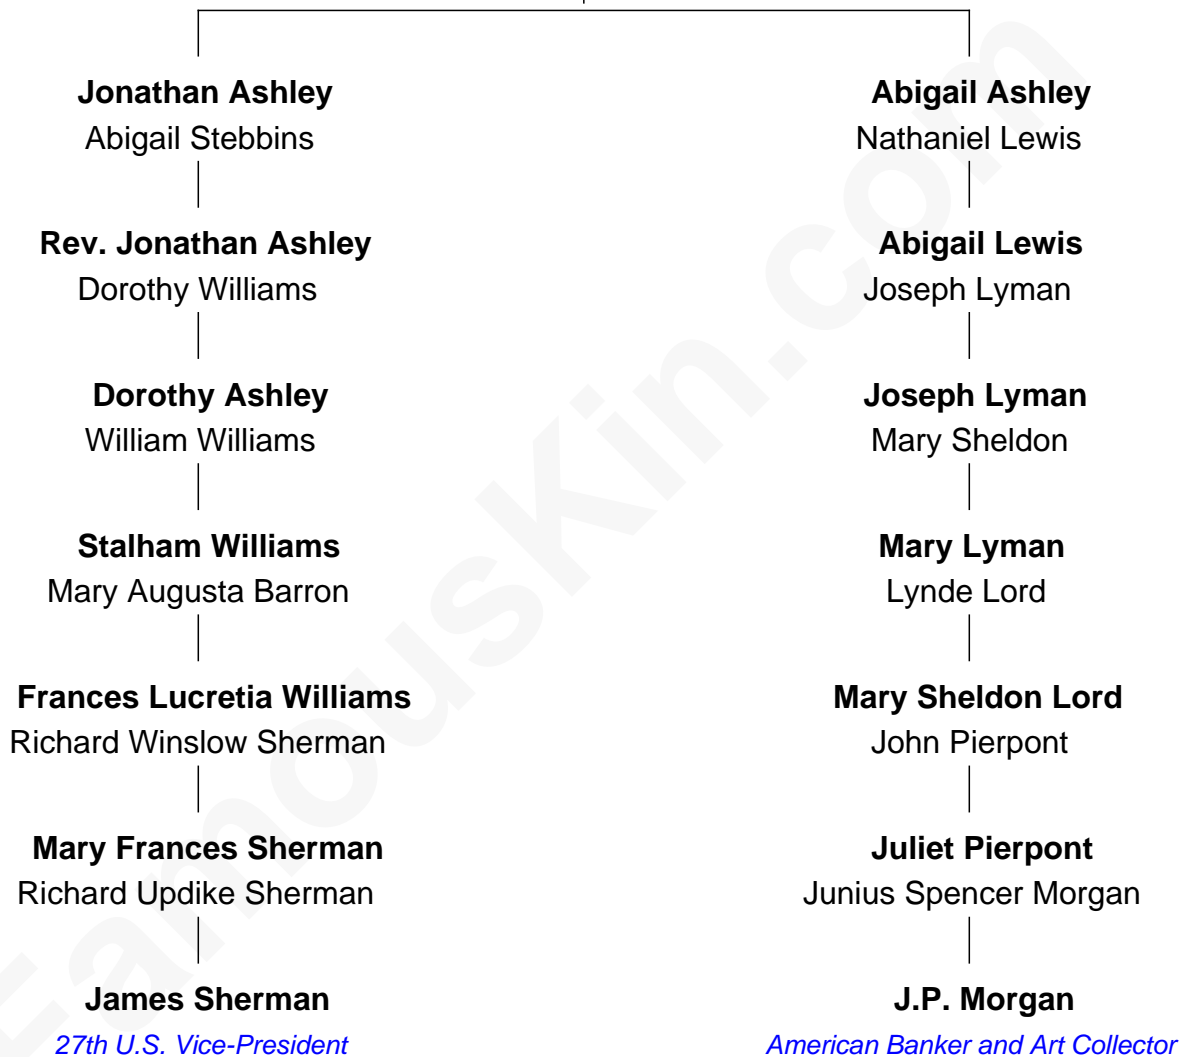 Jonathan Ashley
Abigail Stebbins
Rev. Jonathan Ashley
Dorothy Williams
Dorothy Ashley
William Williams
Stalham Williams
Mary Augusta Barron
Frances Lucretia Williams
Richard Winslow Sherman
Mary Frances Sherman
Richard Updike Sherman
James Sherman
27th U.S. Vice-President
Abigail Ashley
Nathaniel Lewis
Abigail Lewis
Joseph Lyman
Joseph Lyman
Mary Sheldon
Mary Lyman
Lynde Lord
Mary Sheldon Lord
John Pierpont
Juliet Pierpont
Junius Spencer Morgan
J.P. Morgan
American Banker and Art Collector
FamousKin.com